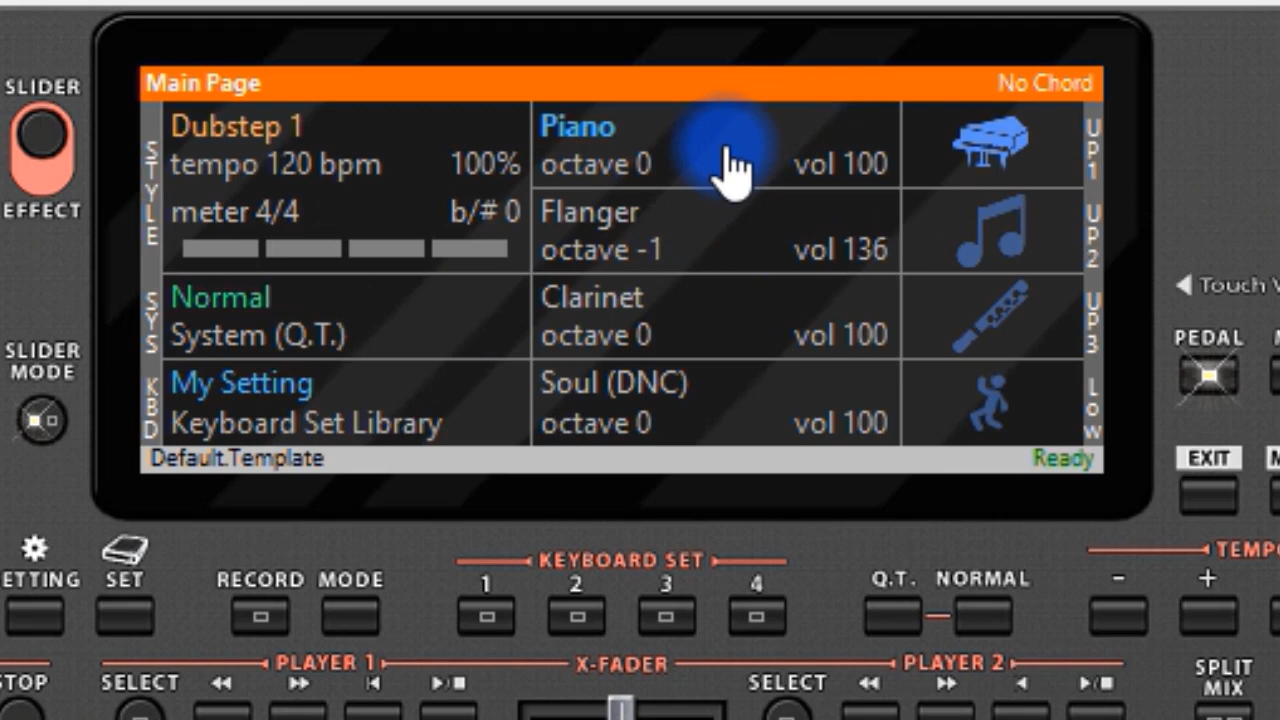 SLIDER
EFFECT
SLIDER
MODE
Main Page No Chord
STYLE
Dubstep 1
tempo 120 bpm 100%
meter 4/4 b/# 0
SYS
Normal
System (Q.T.)
KBD
My Setting
Keyboard Set Library
Piano
octave 0 vol 100
UP1
Flanger
octave -1 vol 136
UP2
Clarinet
octave 0 vol 100
UP3
Soul (DNC)
octave 0 vol 100
Low
Default.Template Ready
Touch
PEDAL
EXIT
ETTING SET RECORD MODE
KEYBOARD SET
1 2 3 4
Q.T. NORMAL
TEMP
- +
TOP
PLAYER 1 X-FADER PLAYER 2
SELECT SELECT
SPLIT
MIX